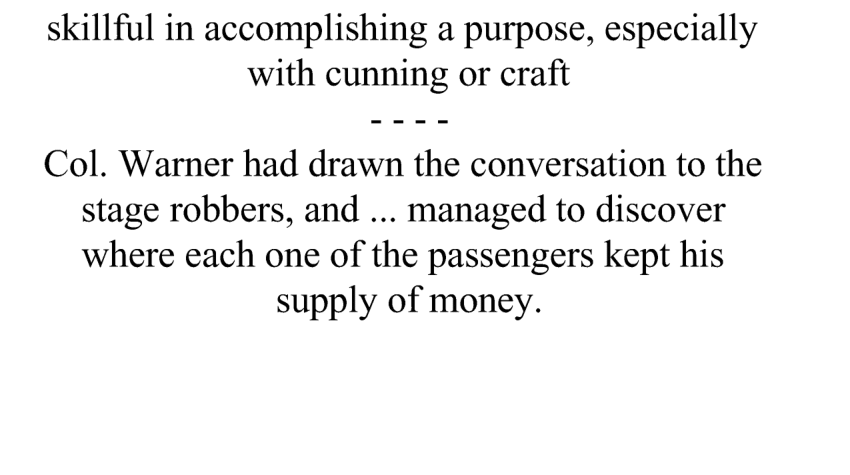 skillful in accomplishing a purpose, especially
with cunning or craft
- - - -
Col. Warner had drawn the conversation to the
stage robbers, and ... managed to discover
where each one of the passengers kept his
supply of money.